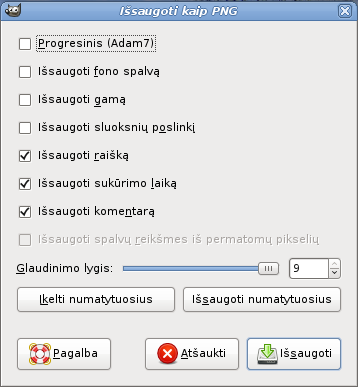 Išsaugoti kaip PNG
Progresinis (Adam7)
Išsaugoti fono spalvą
Išsaugoti gamą
Išsaugoti sluoksnių poslinkį
Išsaugoti raišką
Išsaugoti sukūrimo laiką
Išsaugoti komentarą
Išsaugoti spalvų reikšmes iš permatomų pikselių
Glaudinimo lygis: 9
Įkelti numatytuosius Išsaugoti numatytuosius
Pagalba Atšaukti Išsaugoti